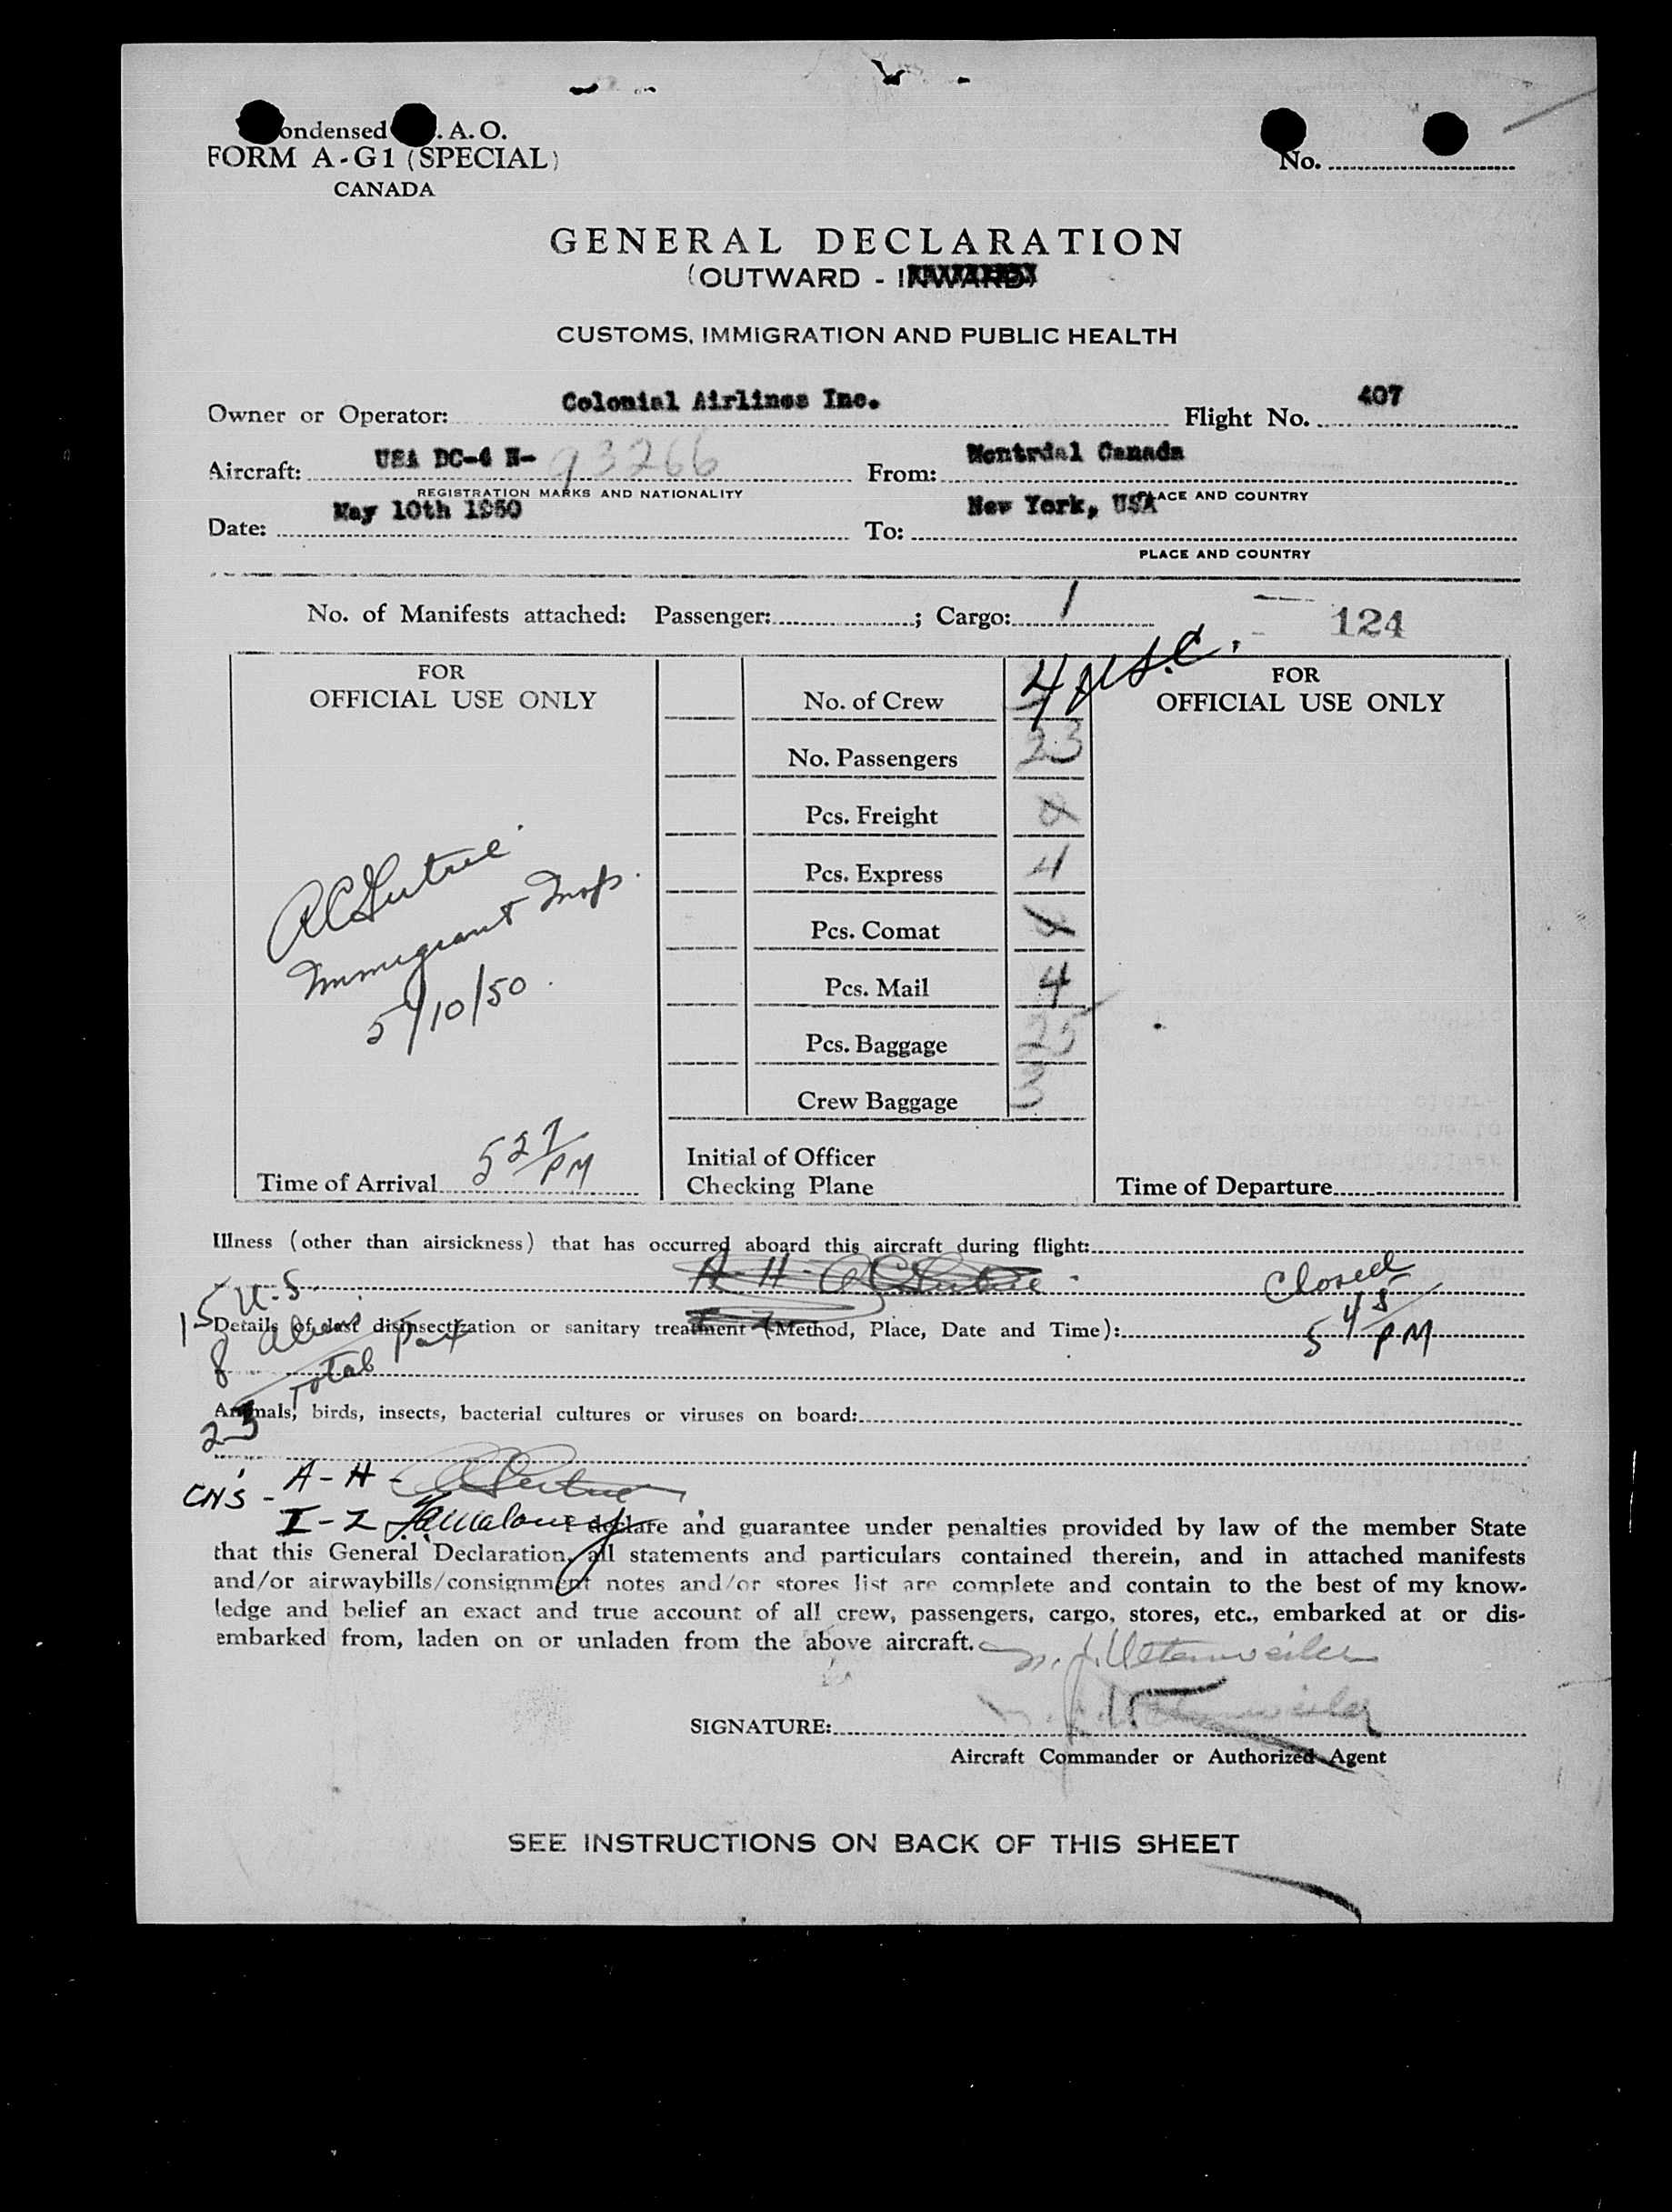 ondensed .A.O.
FORM A-G1 (SPECIAL)
CANADA
No.
GENERAL DECLARATION
(OUTWARD - INWARD)
CUSTOMS, IMMIGRATION AND PUBLIC HEALTH
Owner or Operator: Colonial Airlines Inc. Flight No. 407
Aircraft: USA DC-4 N- 93266 From: Montrdal Canada
REGISTRATION MARKS AND NATIONALITY PLACE AND COUNTRY
Date: May 10th 1950 To: New York, USA
PLACE AND COUNTRY
No. of Manifests attached: Passenger: ; Cargo: 1
124
FOR
OFFICIAL USE ONLY
5/10/50
Time of Arrival 5 27 PM
No. of Crew 4 U.S.C.
No. Passengers 23
Pcs. Freight
Pcs. Express 4
Pcs. Comat
Pcs. Mail 4
Pcs. Baggage 25
Crew Baggage 3
Initial of Officer
Checking Plane
FOR
OFFICIAL USE ONLY
Time of Departure
Illness (other than airsickness) that has occurred aboard this aircraft during flight:
A-H-
Closed
5 45 PM
15 U.S.
Details of last disinsectization or sanitary treatment (Method, Place, Date and Time):
8 Aliens
Total Pax
23
Animals, birds, insects, bacterial cultures or viruses on board:
CN'S - A-H -
I-Z
I declare and guarantee under penalties provided by law of the member State
that this General Declaration, all statements and particulars contained therein, and in attached manifests
and/or airwaybills/consignment notes and/or stores list are complete and contain to the best of my know-
ledge and belief an exact and true account of all crew, passengers, cargo, stores, etc., embarked at or dis-
embarked from, laden on or unladen from the above aircraft.
SIGNATURE:
Aircraft Commander or Authorized Agent
SEE INSTRUCTIONS ON BACK OF THIS SHEET